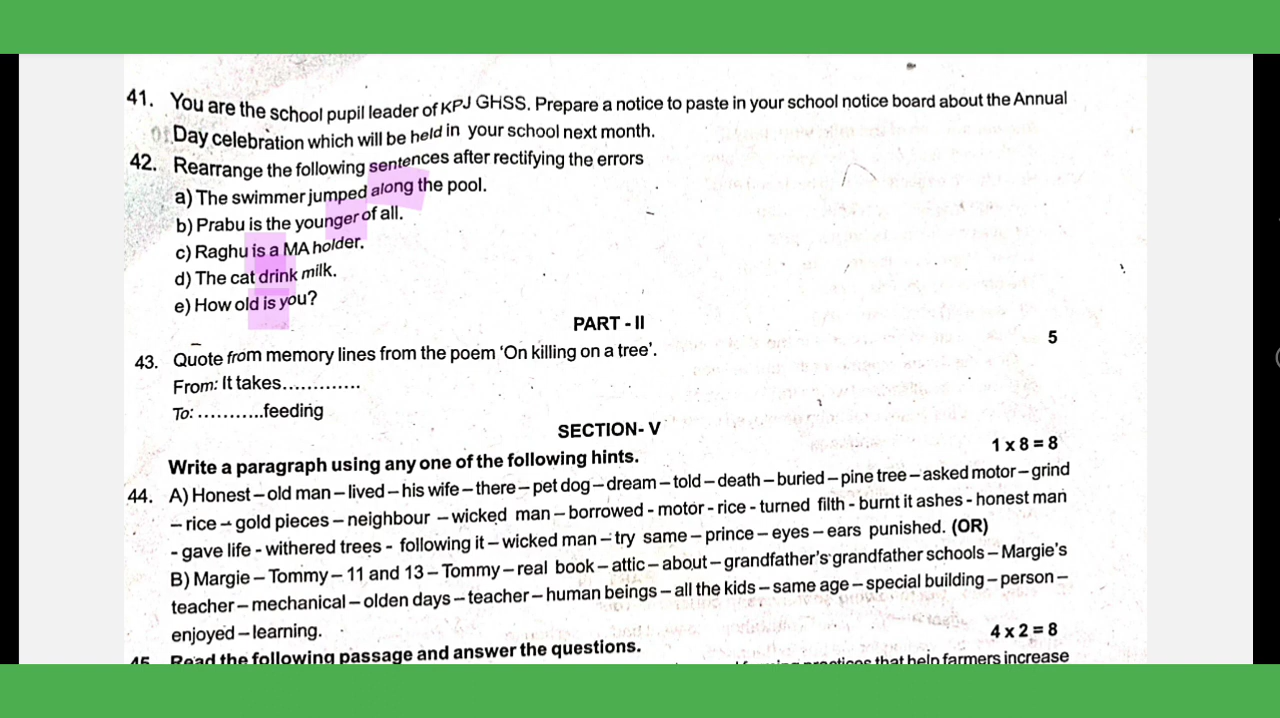 41. You are the school pupil leader of KPJ GHSS. Prepare a notice to paste in your school notice board about the Annual
Day celebration which will be held in your school next month.
42. Rearrange the following sentences after rectifying the errors
a) The swimmer jumped along the pool.
b) Prabu is the younger of all.
c) Raghu is a MA holder.
d) The cat drink milk.
e) How old is you?
PART - II
5
43. Quote from memory lines from the poem ‘On killing on a tree’.
From: It takes.............
To: ...........feeding
SECTION- V
1 x 8 = 8
Write a paragraph using any one of the following hints.
44. A) Honest – old man – lived – his wife – there – pet dog – dream – told – death – buried – pine tree – asked motor – grind
– rice – gold pieces – neighbour – wicked man – borrowed - motor - rice - turned filth - burnt it ashes - honest man
- gave life - withered trees - following it – wicked man – try same – prince – eyes – ears punished. (OR)
B) Margie – Tommy – 11 and 13 – Tommy – real book – attic – about – grandfather's grandfather schools – Margie's
teacher – mechanical – olden days – teacher – human beings – all the kids – same age – special building – person –
enjoyed – learning.
4 x 2 = 8
45. Read the following passage and answer the questions.
practices that help farmers increase